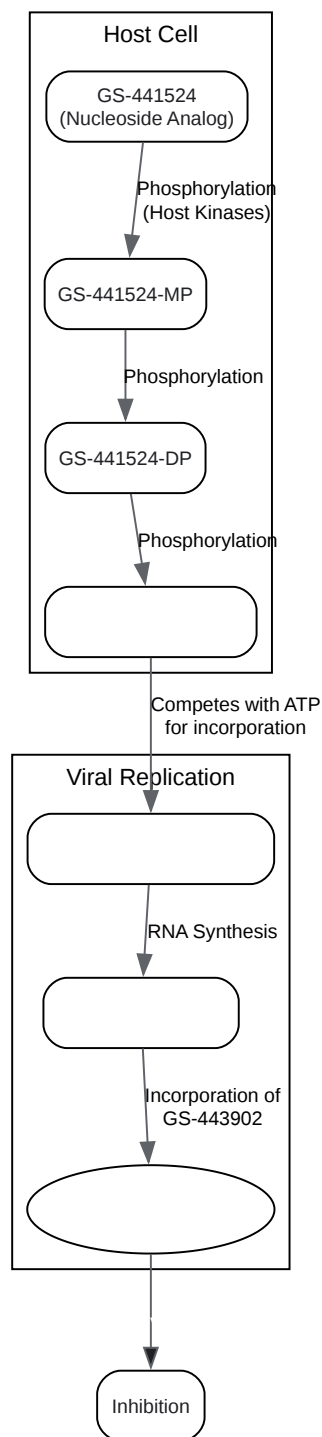 Host Cell
GS-441524
(Nucleoside Analog)
Phosphorylation
(Host Kinases)
GS-441524-MP
Phosphorylation
GS-441524-DP
Phosphorylation
Competes with ATP
for incorporation
Viral Replication
RNA Synthesis
Incorporation of
GS-443902
Inhibition